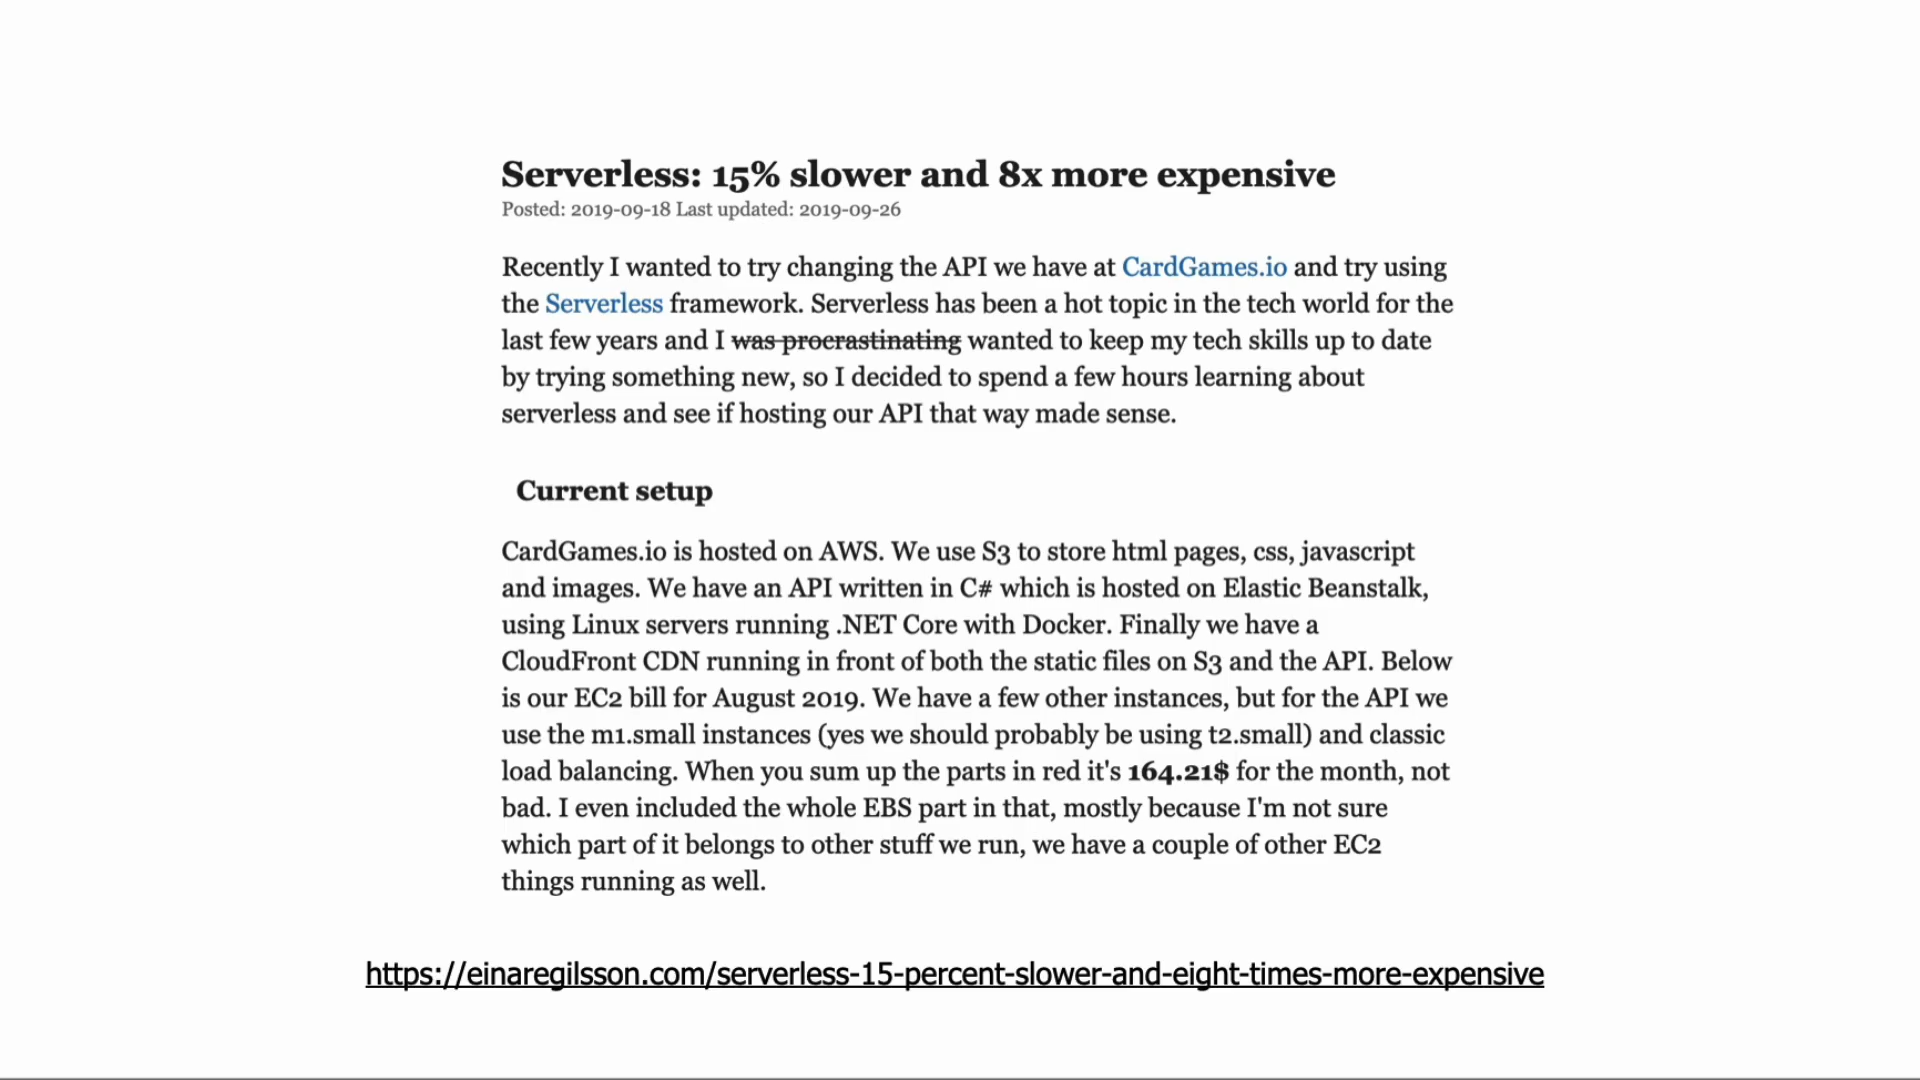 Serverless: 15% slower and 8x more expensive
Posted: 2019-09-18 Last updated: 2019-09-26
Recently I wanted to try changing the API we have at CardGames.io and try using
the Serverless framework. Serverless has been a hot topic in the tech world for the
last few years and I was procrastinating wanted to keep my tech skills up to date
by trying something new, so I decided to spend a few hours learning about
serverless and see if hosting our API that way made sense.
Current setup
CardGames.io is hosted on AWS. We use S3 to store html pages, css, javascript
and images. We have an API written in C# which is hosted on Elastic Beanstalk,
using Linux servers running .NET Core with Docker. Finally we have a
CloudFront CDN running in front of both the static files on S3 and the API. Below
is our EC2 bill for August 2019. We have a few other instances, but for the API we
use the m1.small instances (yes we should probably be using t2.small) and classic
load balancing. When you sum up the parts in red it's 164.21$ for the month, not
bad. I even included the whole EBS part in that, mostly because I'm not sure
which part of it belongs to other stuff we run, we have a couple of other EC2
things running as well.
https://einaregilsson.com/serverless-15-percent-slower-and-eight-times-more-expensive